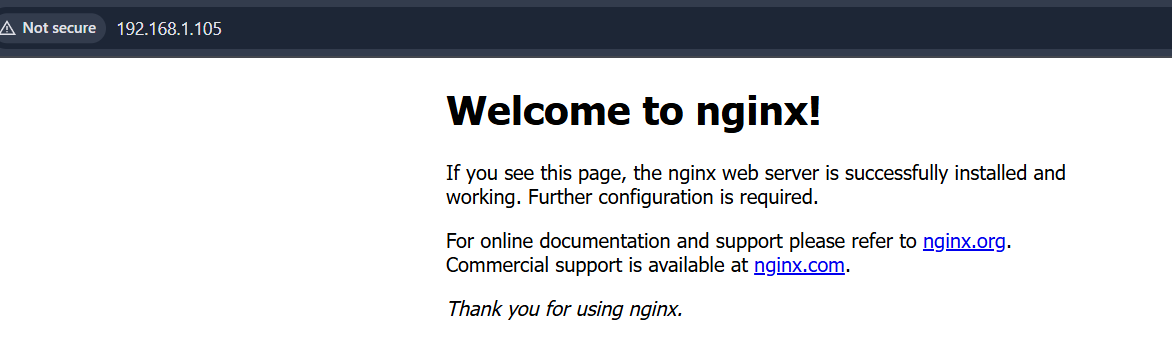 Not secure 192.168.1.105
Welcome to nginx!
If you see this page, the nginx web server is successfully installed and
working. Further configuration is required.
For online documentation and support please refer to nginx.org.
Commercial support is available at nginx.com.
Thank you for using nginx.